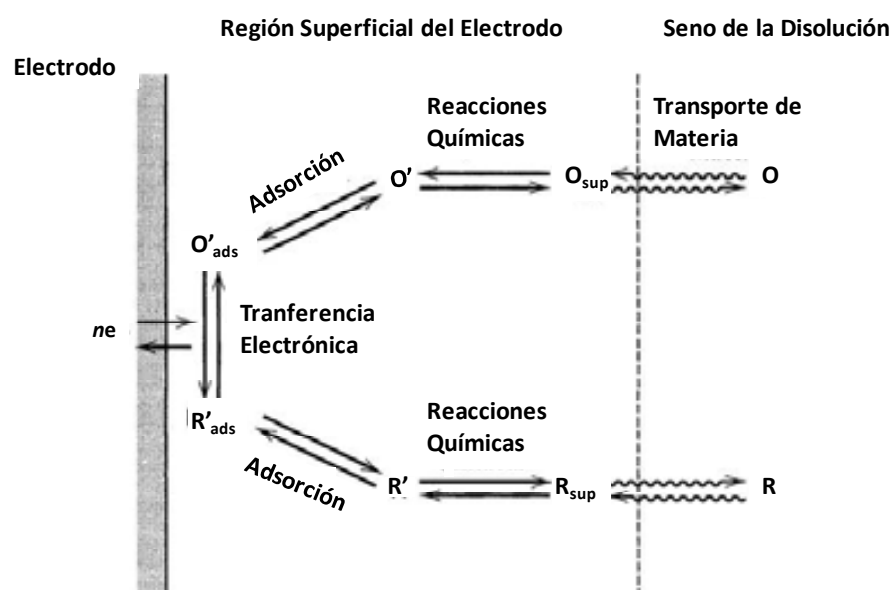 Región Superficial del Electrodo
Seno de la Disolución
Electrodo
Reacciones
Químicas
Transporte de
Materia
Adsorción
O'
Osup
O
O'ads
ne
Tranferencia
Electrónica
R'ads
Reacciones
Químicas
Adsorción
R'
Rsup
R